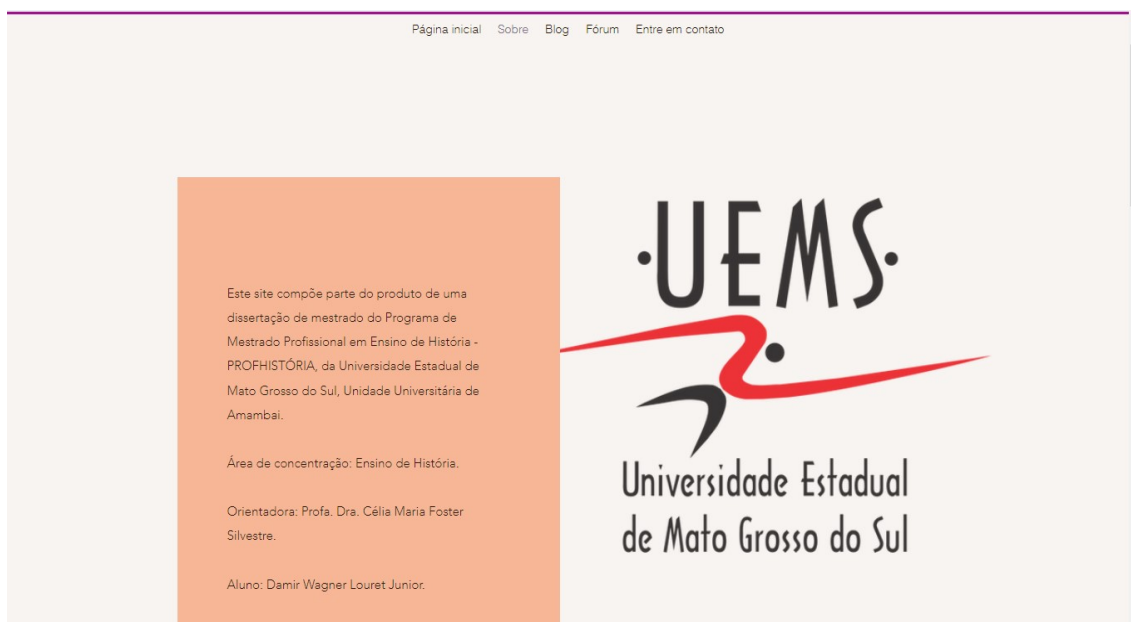 Página inicial Sobre Blog Fórum Entre em contato
Este site compõe parte do produto de uma
dissertação de mestrado do Programa de
Mestrado Profissional em Ensino de História -
PROFHISTÓRIA, da Universidade Estadual de
Mato Grosso do Sul, Unidade Universitária de
Amambai.
Área de concentração: Ensino de História.
Orientadora: Profa. Dra. Célia Maria Foster
Silvestre.
Aluno: Damir Wagner Louret Junior.
·UEMS·
Universidade Estadual
de Mato Grosso do Sul